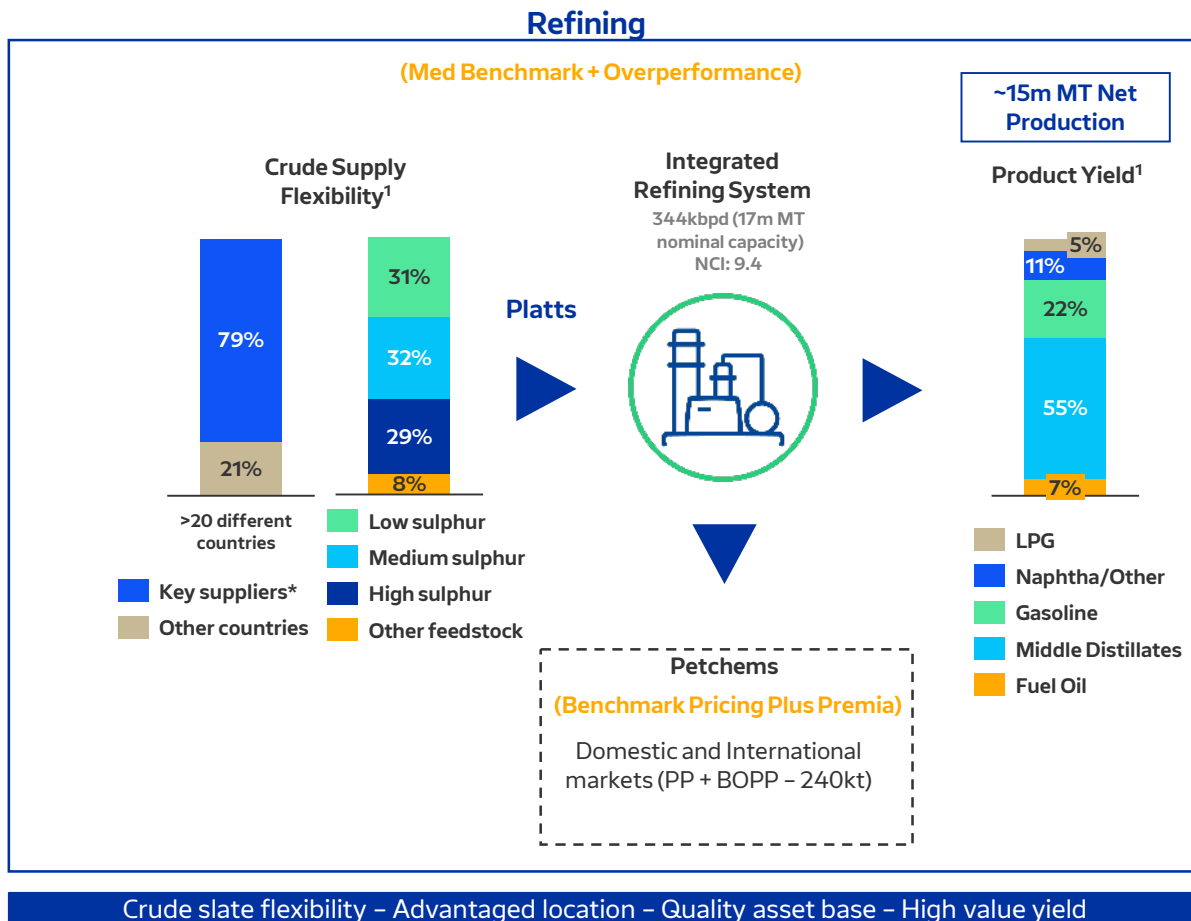 Refining
(Med Benchmark + Overperformance)
~15m MT Net
Production
Crude Supply
Flexibility¹
79%
21%
>20 different
countries
Key suppliers*
Other countries
31%
32%
29%
8%
Low sulphur
Medium sulphur
High sulphur
Other feedstock
Platts
Integrated
Refining System
344kbpd (17m MT
nominal capacity)
NCI: 9.4
Petchems
(Benchmark Pricing Plus Premia)
Domestic and International
markets (PP + BOPP – 240kt)
Product Yield¹
5%
11%
22%
55%
7%
LPG
Naphtha/Other
Gasoline
Middle Distillates
Fuel Oil
Crude slate flexibility – Advantaged location – Quality asset base – High value yield